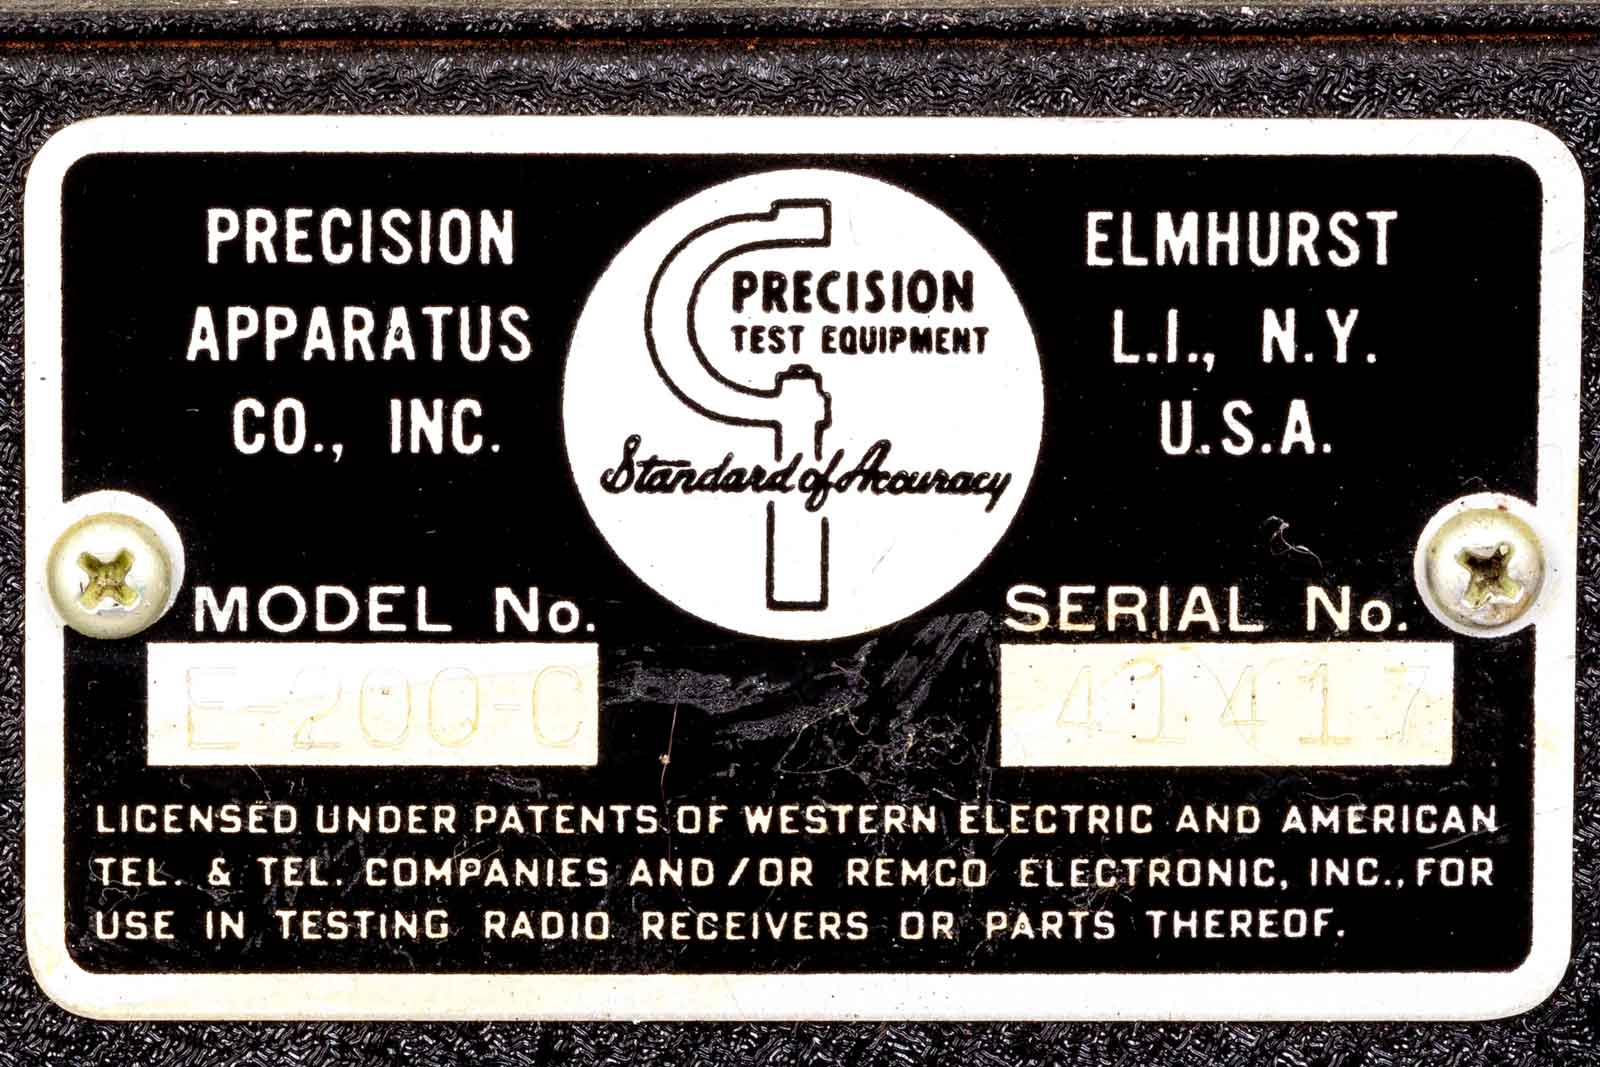 PRECISION
APPARATUS
CO., INC.
PRECISION
TEST EQUIPMENT
Standard of Accuracy
ELMHURST
L.I., N.Y.
U.S.A.
MODEL No.
E-200-C
SERIAL No.
41417
LICENSED UNDER PATENTS OF WESTERN ELECTRIC AND AMERICAN
TEL. & TEL. COMPANIES AND/OR REMCO ELECTRONIC, INC., FOR
USE IN TESTING RADIO RECEIVERS OR PARTS THEREOF.